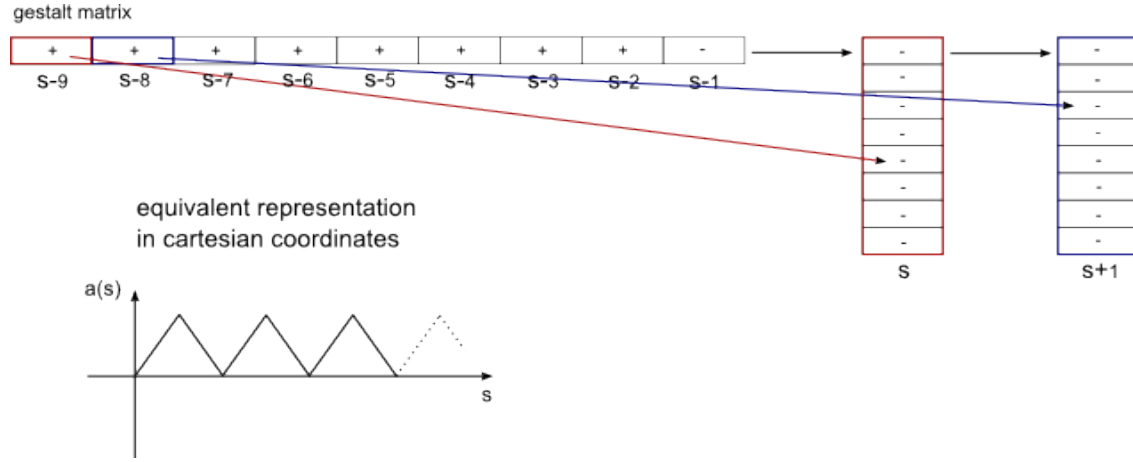 gestalt matrix
+ + + + + + + + -
s-9 s-8 s-7 s-6 s-5 s-4 s-3 s-2 s-1
- -
- -
- -
- -
- -
- -
- -
- -
s s+1
equivalent representation
in cartesian coordinates
a(s)
s